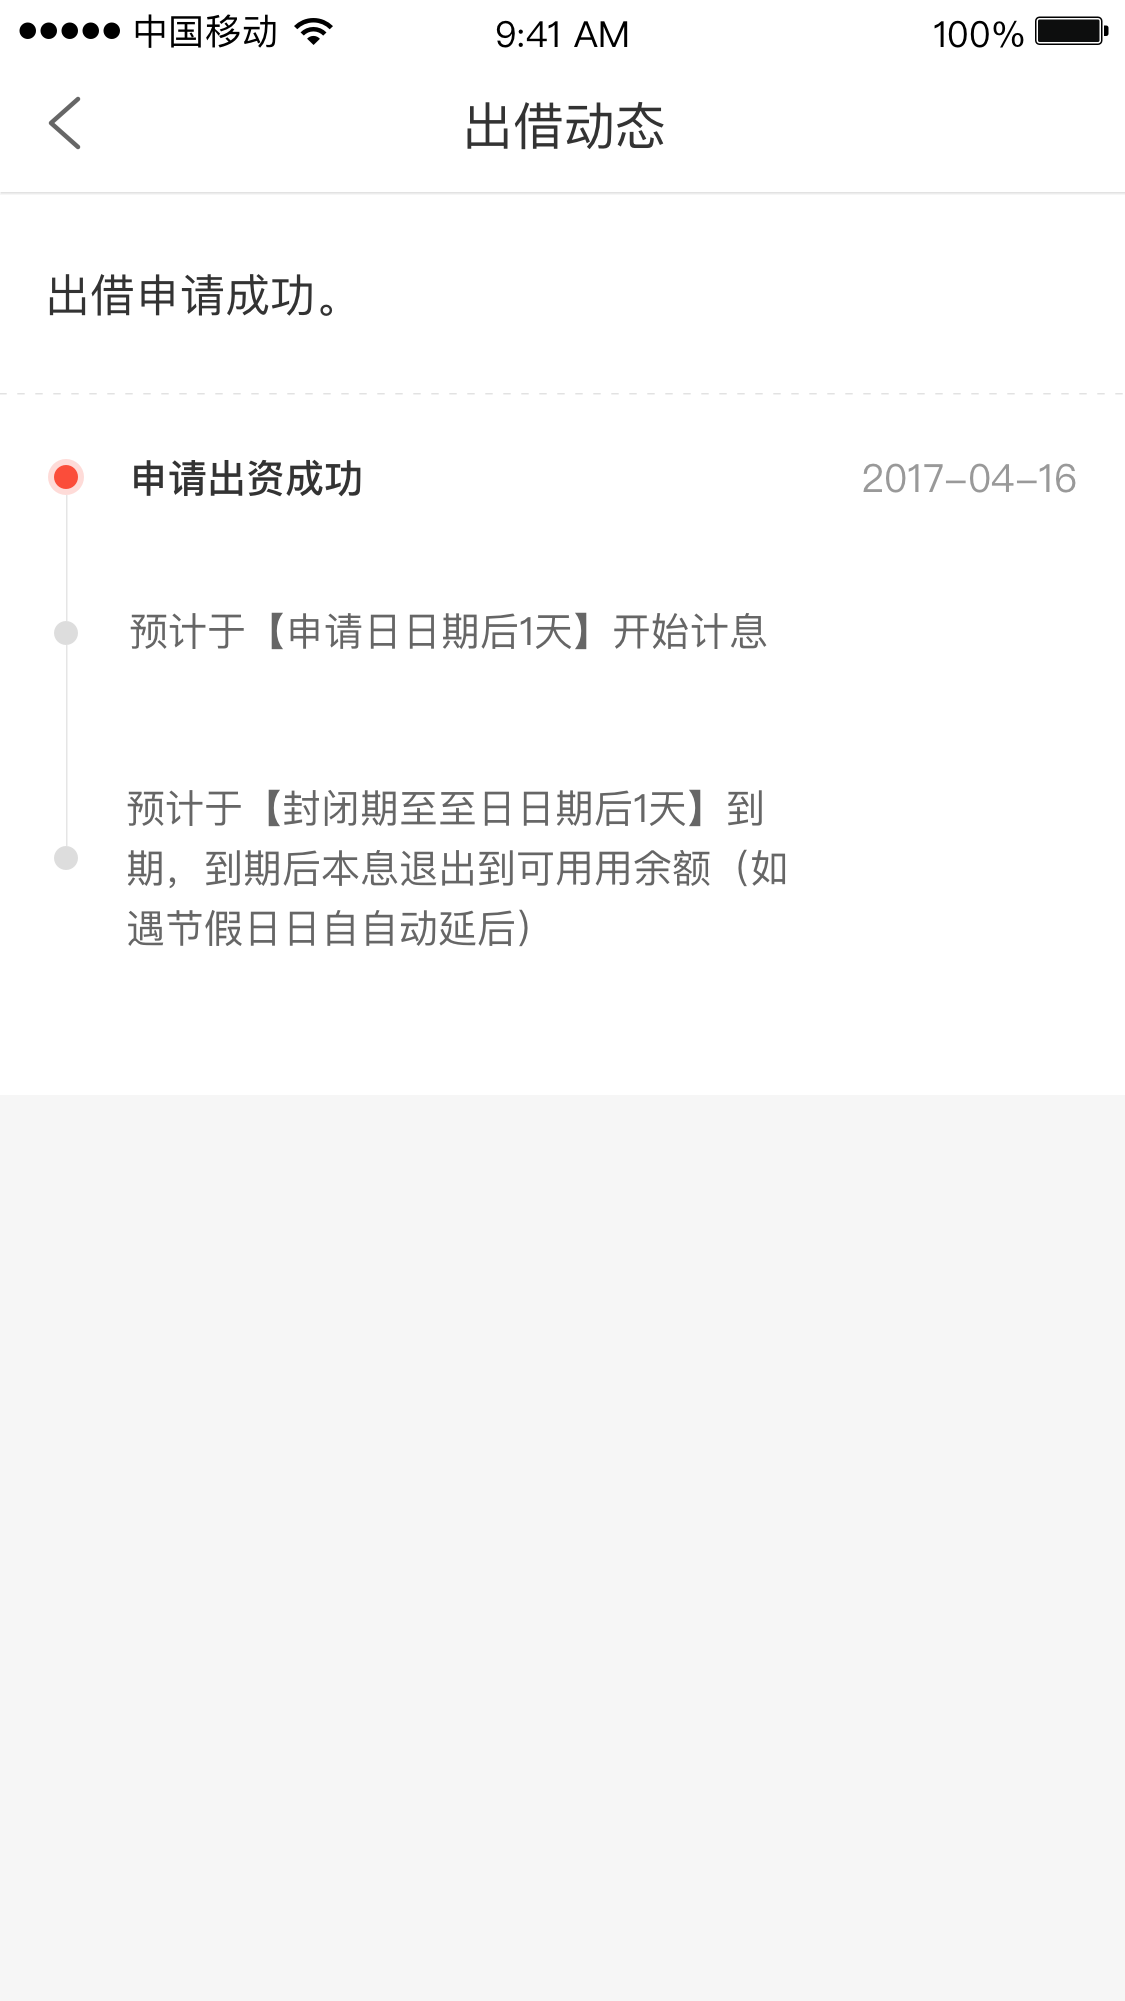 中国移动 9:41 AM 100%
出借动态
出借申请成功。
申请出资成功 2017-04-16
预计于【申请日日期后1天】开始计息
预计于【封闭期至至日日期后1天】到
期，到期后本息退出到可用用余额（如
遇节假日日自自动延后）